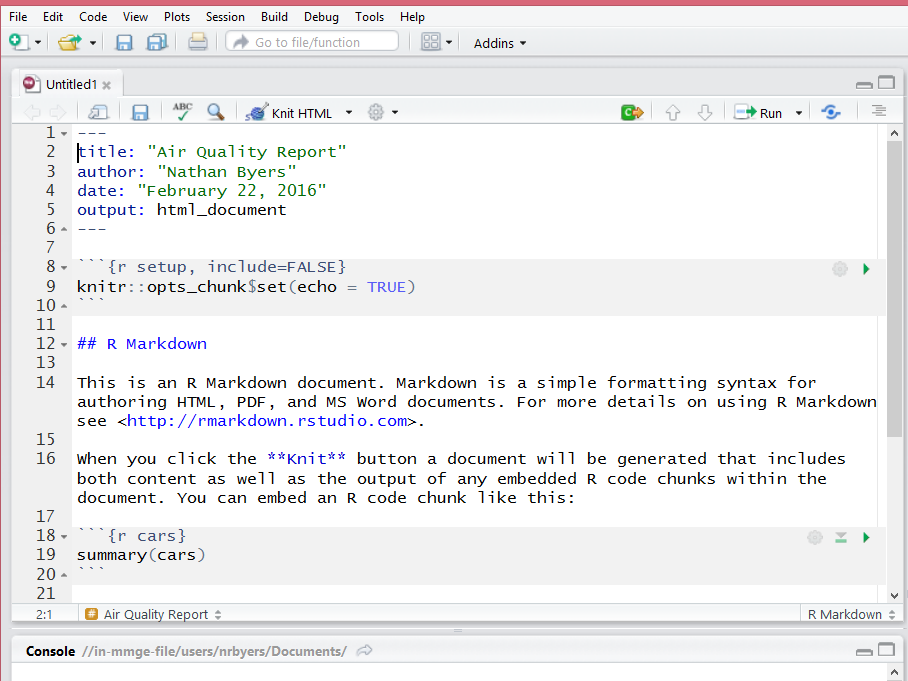 File Edit Code View Plots Session Build Debug Tools Help
Go to file/function Addins
Untitled1
ABC Knit HTML Run
1 ---
2 title: "Air Quality Report"
3 author: "Nathan Byers"
4 date: "February 22, 2016"
5 output: html_document
6 ---
7
8 ```{r setup, include=FALSE}
9 knitr::opts_chunk$set(echo = TRUE)
10 ```
11
12 ## R Markdown
13
14 This is an R Markdown document. Markdown is a simple formatting syntax for
authoring HTML, PDF, and MS Word documents. For more details on using R Markdown
see <http://rmarkdown.rstudio.com>.
15
16 When you click the **Knit** button a document will be generated that includes
both content as well as the output of any embedded R code chunks within the
document. You can embed an R code chunk like this:
17
18 ```{r cars}
19 summary(cars)
20 ```
21
2:1 # Air Quality Report R Markdown
Console //in-mmge-file/users/nrbyers/Documents/